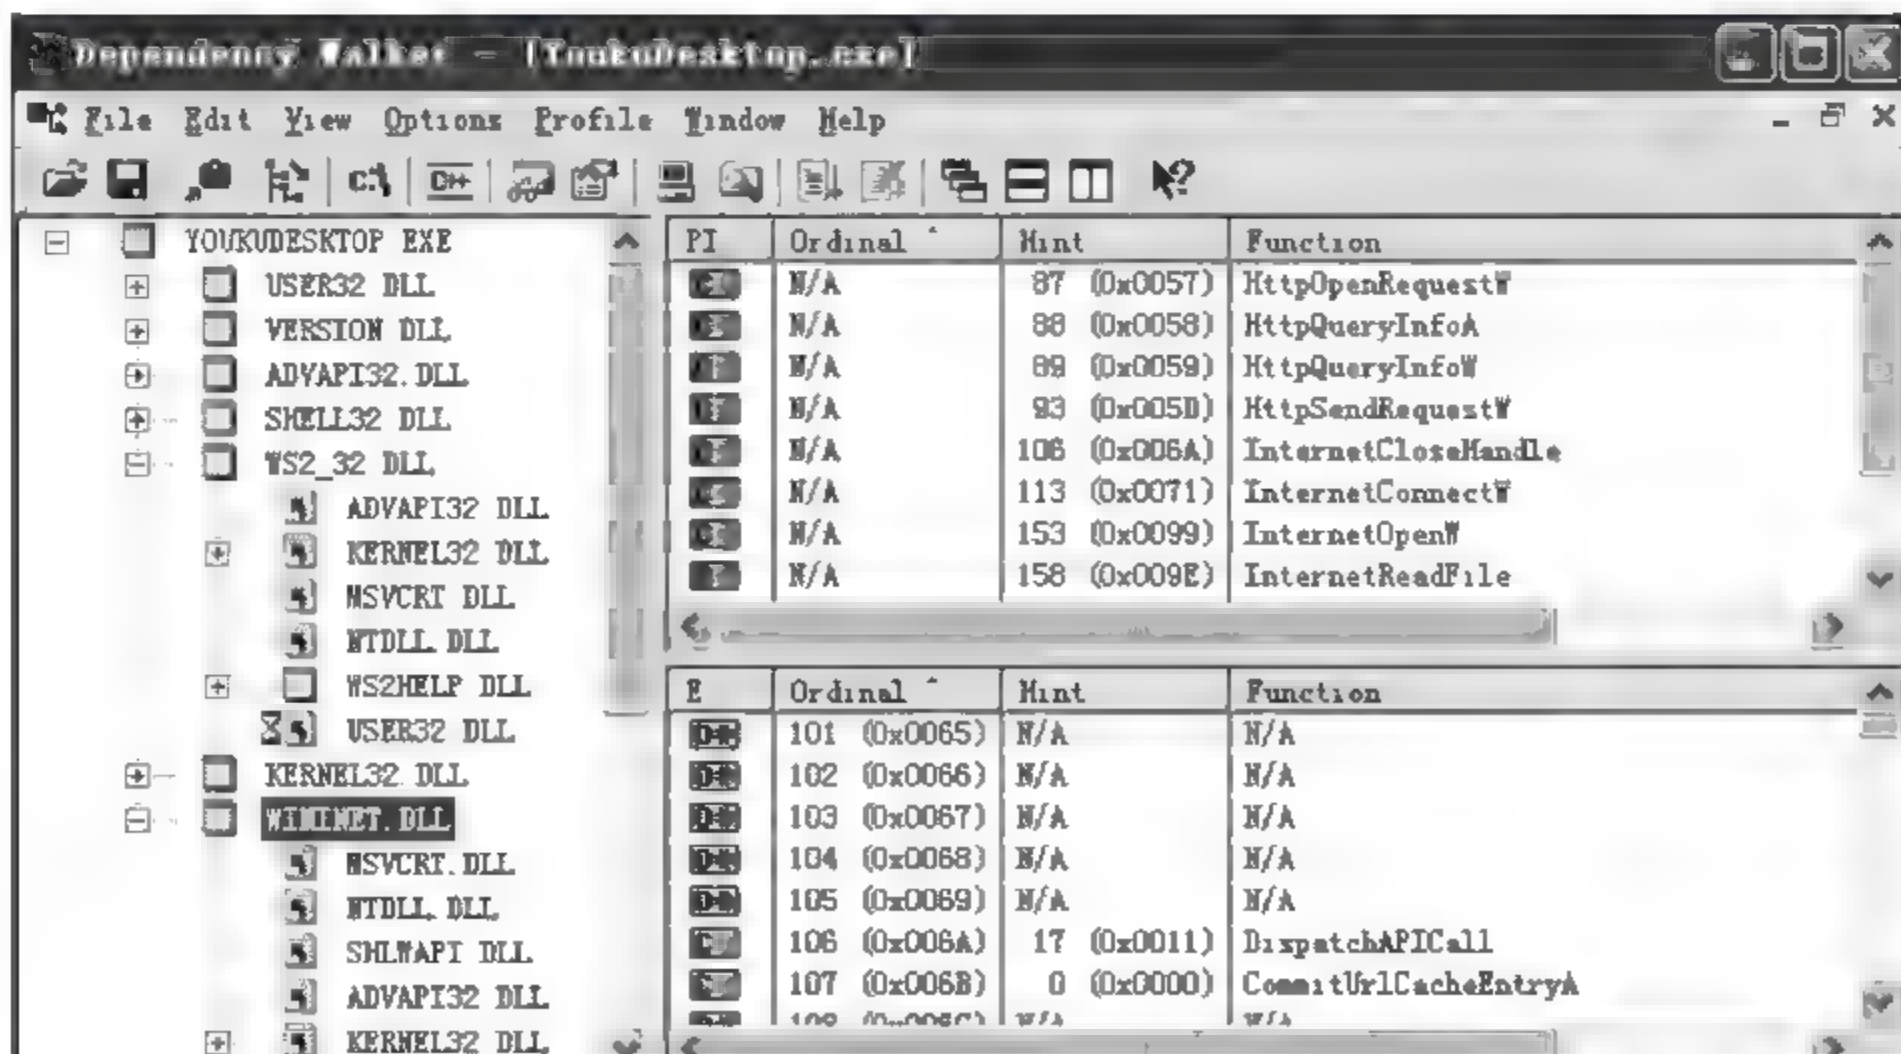 Dependency Walker - [YoukuDesktop.exe]
File Edit View Options Profile Window Help
C:\ C++
YOUKUDESKTOP EXE
USER32 DLL
VERSION DLL
ADVAPI32.DLL
SHELL32 DLL
WS2_32 DLL
ADVAPI32 DLL
KERNEL32 DLL
MSVCRT DLL
NTDLL DLL
WS2HELP DLL
USER32 DLL
KERNEL32 DLL
WININET.DLL
MSVCRT.DLL
NTDLL DLL
SHLWAPI DLL
ADVAPI32 DLL
KERNEL32 DLL
PI Ordinal ^ Hint Function
N/A 87 (0x0057) HttpOpenRequestW
N/A 88 (0x0058) HttpQueryInfoA
N/A 89 (0x0059) HttpQueryInfoW
N/A 93 (0x005D) HttpSendRequestW
N/A 106 (0x006A) InternetCloseHandle
N/A 113 (0x0071) InternetConnectW
N/A 153 (0x0099) InternetOpenW
N/A 158 (0x009E) InternetReadFile
E Ordinal ^ Hint Function
101 (0x0065) N/A N/A
102 (0x0066) N/A N/A
103 (0x0067) N/A N/A
104 (0x0068) N/A N/A
105 (0x0069) N/A N/A
106 (0x006A) 17 (0x0011) DispatchAPICall
107 (0x006B) 0 (0x0000) CommitUrlCacheEntryA
108 (0x006C) N/A N/A